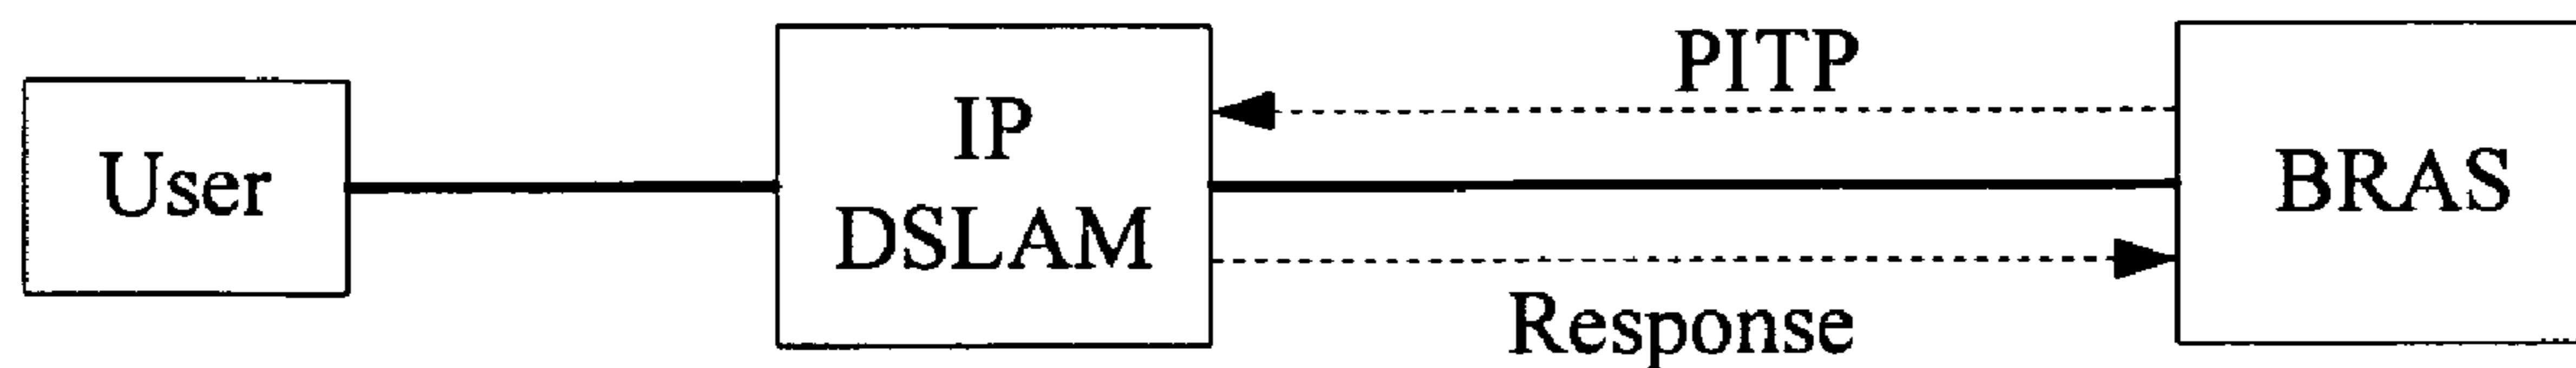 User
IP
DSLAM
PITP
Response
BRAS